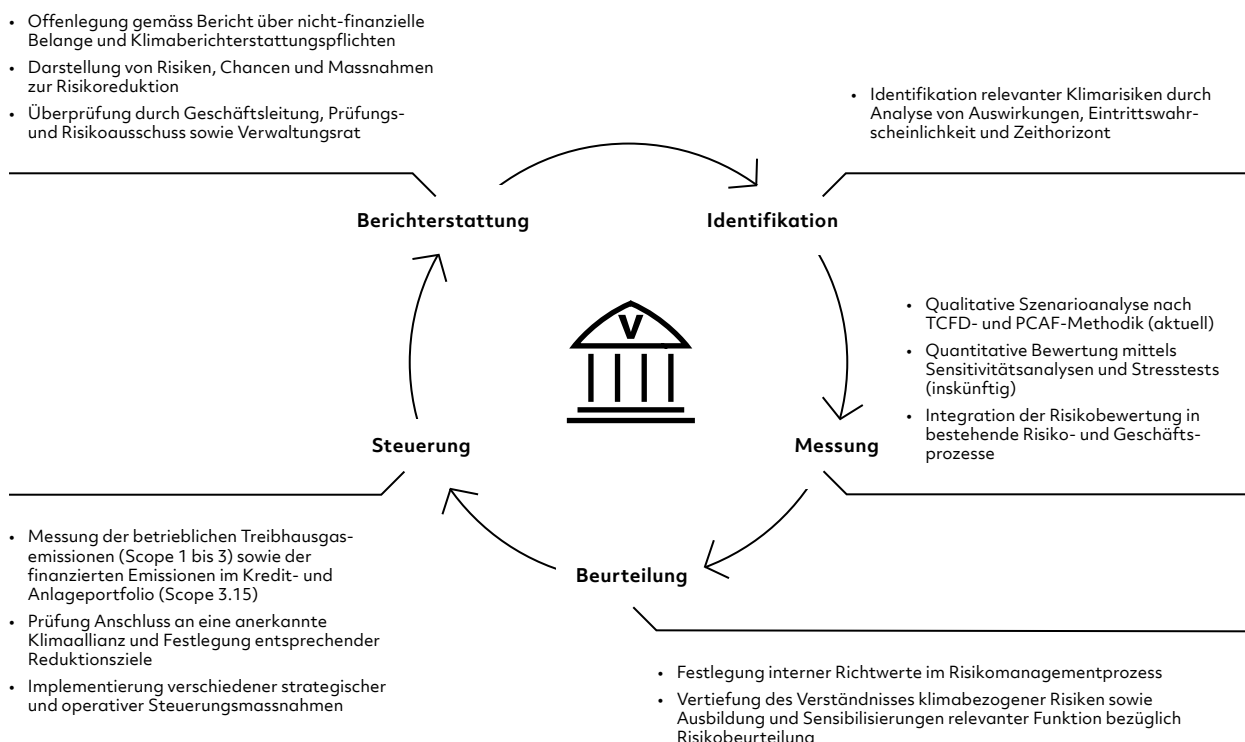 • Offenlegung gemäss Bericht über nicht-finanzielle
Belange und Klimaberichterstattungspflichten
• Darstellung von Risiken, Chancen und Massnahmen
zur Risikoreduktion
• Überprüfung durch Geschäftsleitung, Prüfungs-
und Risikoausschuss sowie Verwaltungsrat
• Identifikation relevanter Klimarisiken durch
Analyse von Auswirkungen, Eintrittswahr-
scheinlichkeit und Zeithorizont
Berichterstattung
Identifikation
• Qualitative Szenarioanalyse nach
TCFD- und PCAF-Methodik (aktuell)
• Quantitative Bewertung mittels
Sensitivitätsanalysen und Stresstests
(inskünftig)
• Integration der Risikobewertung in
bestehende Risiko- und Geschäfts-
prozesse
V
Steuerung
Messung
• Messung der betrieblichen Treibhausgas-
emissionen (Scope 1 bis 3) sowie der
finanzierten Emissionen im Kredit- und
Anlageportfolio (Scope 3.15)
• Prüfung Anschluss an eine anerkannte
Klimaallianz und Festlegung entsprechender
Reduktionsziele
• Implementierung verschiedener strategischer
und operativer Steuerungsmassnahmen
Beurteilung
• Festlegung interner Richtwerte im Risikomanagementprozess
• Vertiefung des Verständnisses klimabezogener Risiken sowie
Ausbildung und Sensibilisierungen relevanter Funktion bezüglich
Risikobeurteilung